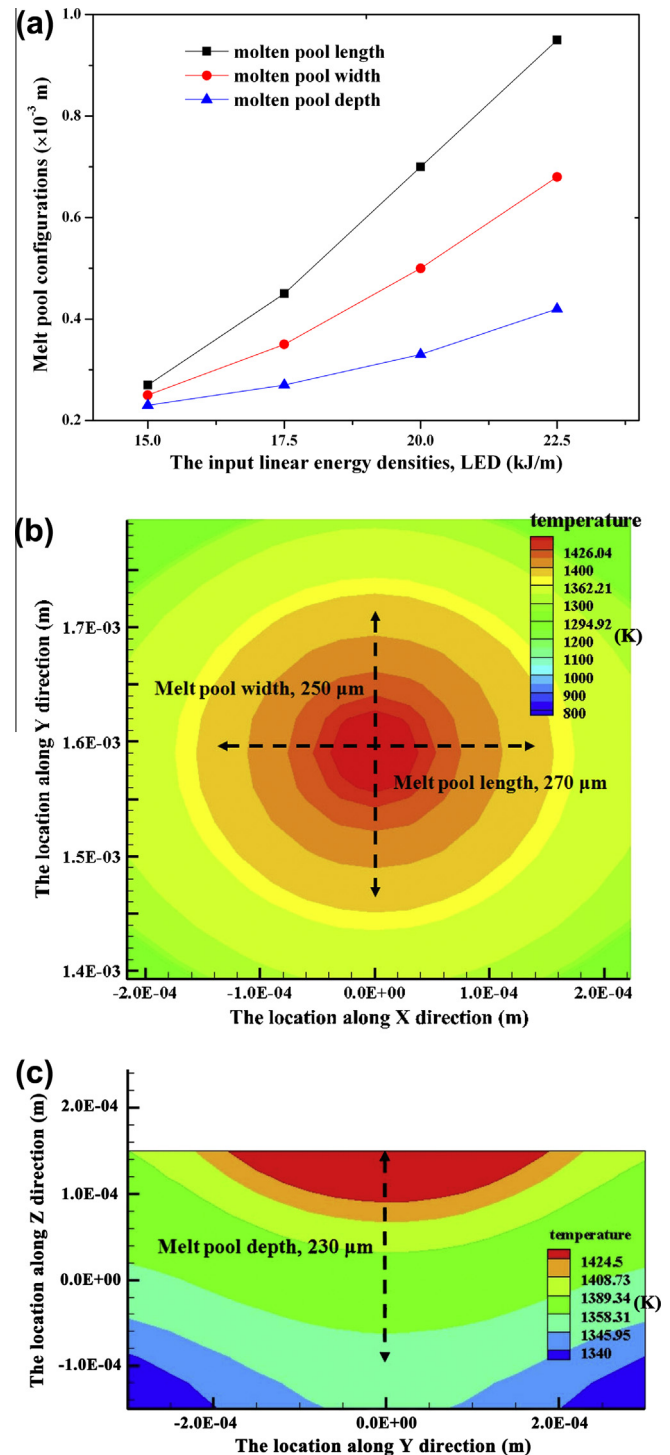 (a)
1.0
0.8
0.6
0.4
0.2
Melt pool configurations (×10⁻³ m)
molten pool length
molten pool width
molten pool depth
15.0 17.5 20.0 22.5
The input linear energy densities, LED (kJ/m)
(b)
temperature
1426.04
1400
1362.21
1300
1294.92
1200
1100
1000
900
800
(K)
1.7E-03
1.6E-03
1.5E-03
1.4E-03
The location along Y direction (m)
Melt pool width, 250 μm
Melt pool length, 270 μm
-2.0E-04 -1.0E-04 0.0E+00 1.0E-04 2.0E-04
The location along X direction (m)
(c)
2.0E-04
1.0E-04
0.0E+00
-1.0E-04
The location along Z direction (m)
Melt pool depth, 230 μm
temperature
1424.5
1408.73
1389.34
1358.31
1345.95
1340
(K)
-2.0E-04 0.0E+00 2.0E-04
The location along Y direction (m)